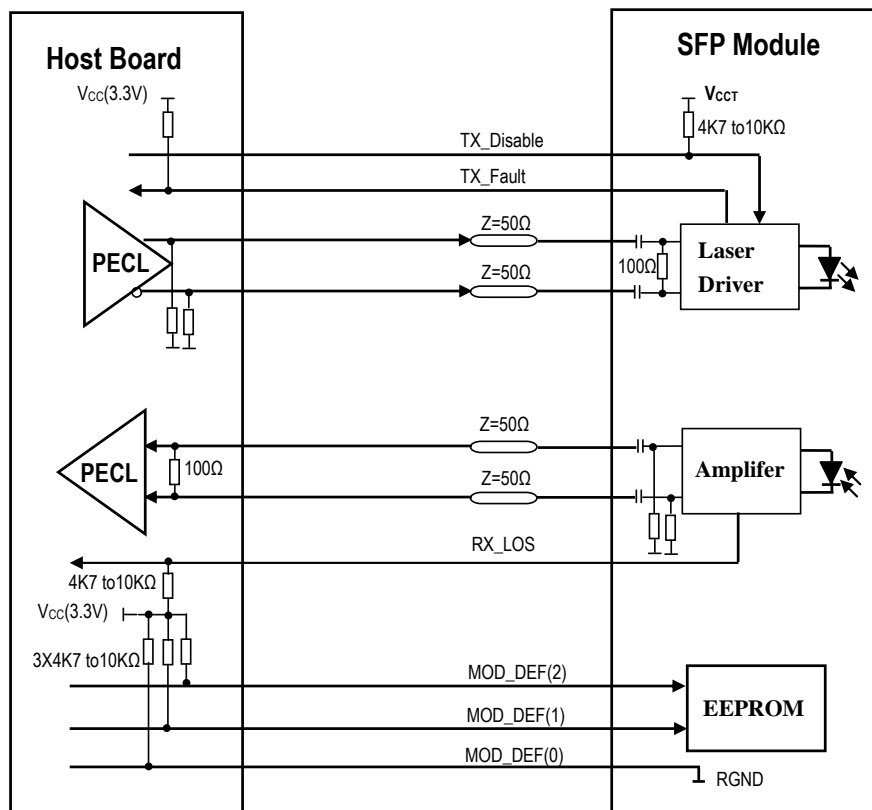 Host Board
SFP Module
VCC(3.3V)
VCCT
4K7 to10KΩ
TX_Disable
TX_Fault
PECL
Z=50Ω
Z=50Ω
100Ω
Laser
Driver
PECL
100Ω
Z=50Ω
Z=50Ω
Amplifer
RX_LOS
4K7 to10KΩ
VCC(3.3V)
3X4K7 to10KΩ
MOD_DEF(2)
MOD_DEF(1)
MOD_DEF(0)
EEPROM
RGND